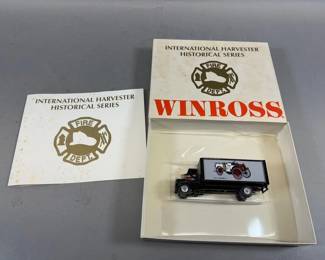 INTERNATIONAL HARVESTER
HISTORICAL SERIES
FIRE
DEPT.
WINROSS
INTERNATIONAL HARVESTER
HISTORICAL SERIES
FIRE
DEPT.